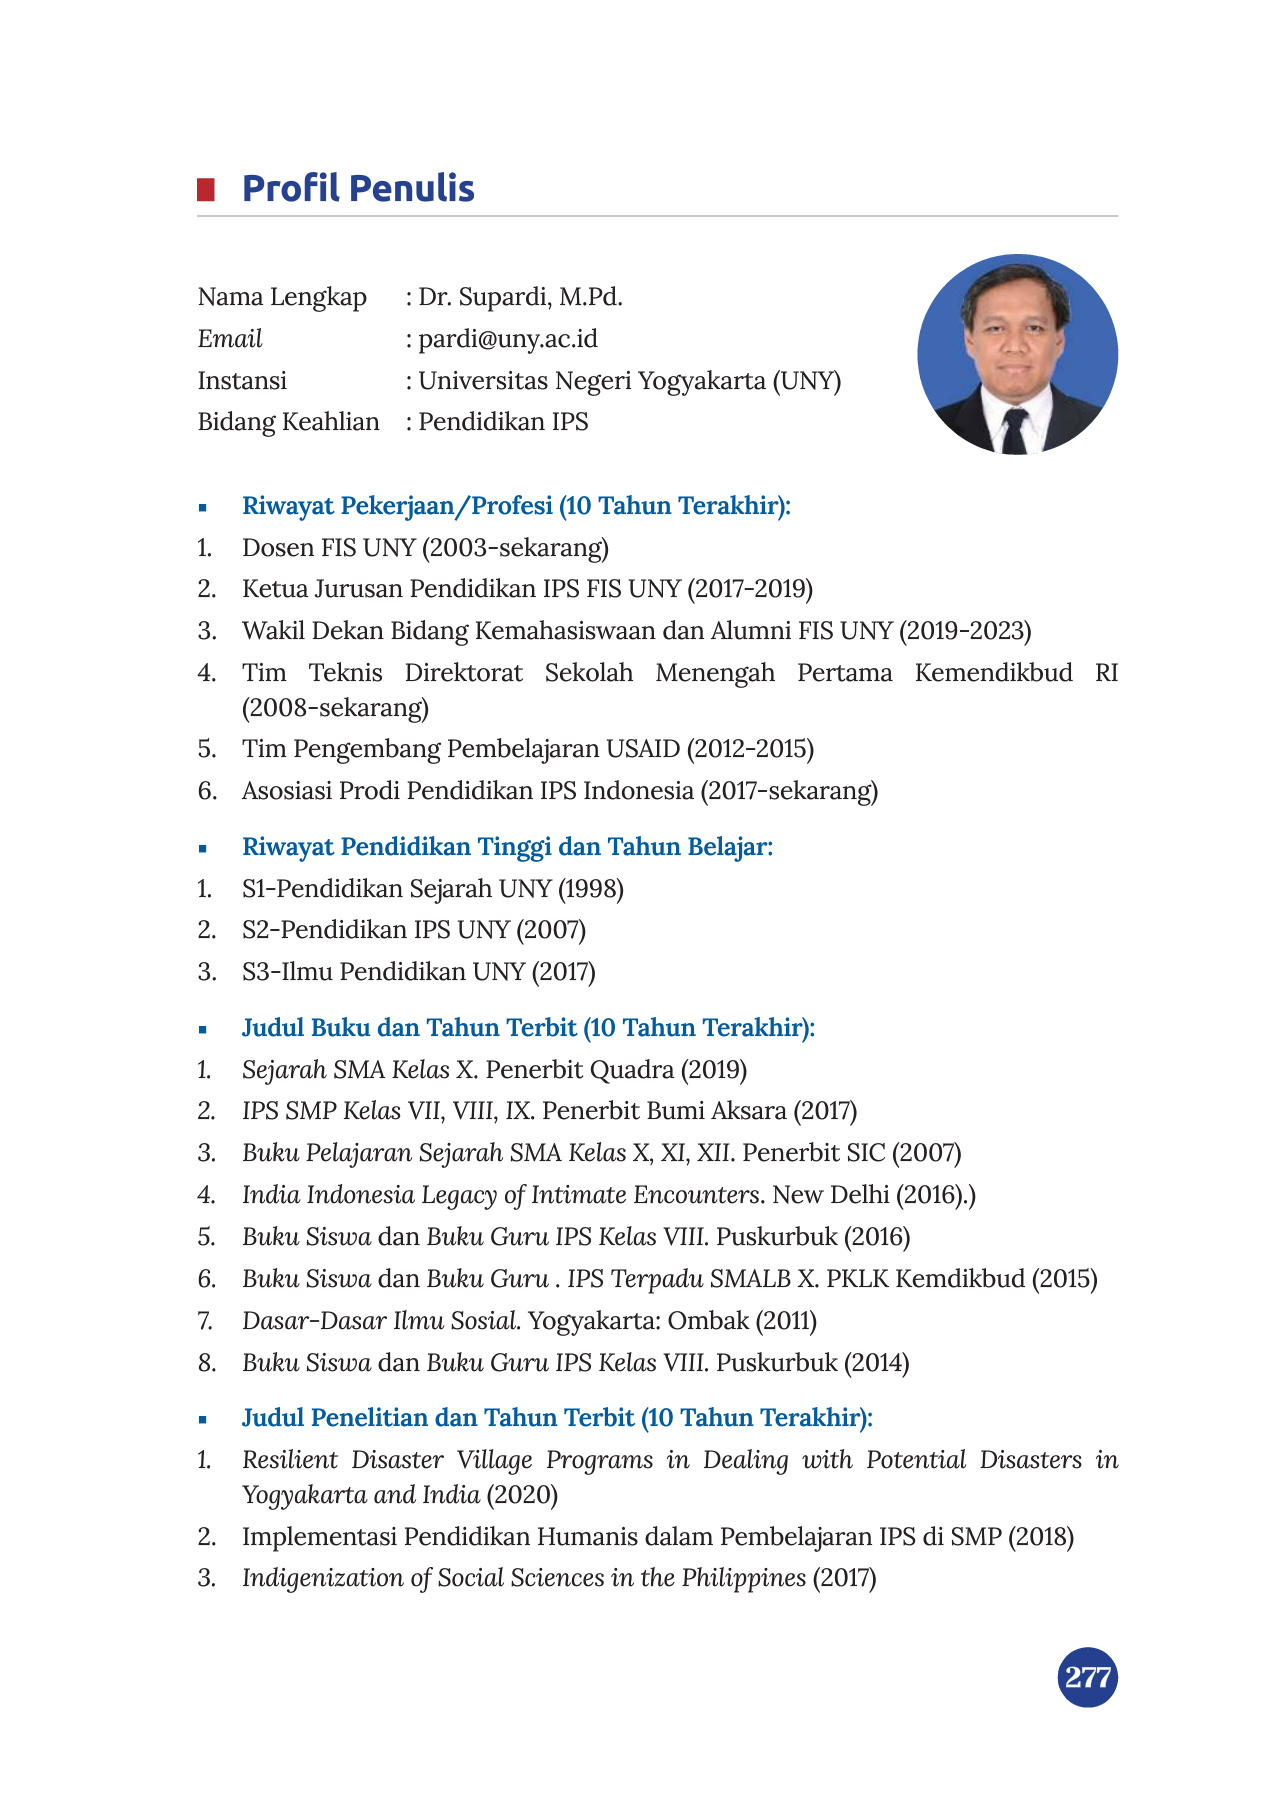 Profil Penulis
Nama Lengkap : Dr. Supardi, M.Pd.
Email : pardi@uny.ac.id
Instansi : Universitas Negeri Yogyakarta (UNY)
Bidang Keahlian : Pendidikan IPS
▪ Riwayat Pekerjaan/Profesi (10 Tahun Terakhir):
1. Dosen FIS UNY (2003-sekarang)
2. Ketua Jurusan Pendidikan IPS FIS UNY (2017-2019)
3. Wakil Dekan Bidang Kemahasiswaan dan Alumni FIS UNY (2019-2023)
4. Tim Teknis Direktorat Sekolah Menengah Pertama Kemendikbud RI
(2008-sekarang)
5. Tim Pengembang Pembelajaran USAID (2012-2015)
6. Asosiasi Prodi Pendidikan IPS Indonesia (2017-sekarang)
▪ Riwayat Pendidikan Tinggi dan Tahun Belajar:
1. S1-Pendidikan Sejarah UNY (1998)
2. S2-Pendidikan IPS UNY (2007)
3. S3-Ilmu Pendidikan UNY (2017)
▪ Judul Buku dan Tahun Terbit (10 Tahun Terakhir):
1. Sejarah SMA Kelas X. Penerbit Quadra (2019)
2. IPS SMP Kelas VII, VIII, IX. Penerbit Bumi Aksara (2017)
3. Buku Pelajaran Sejarah SMA Kelas X, XI, XII. Penerbit SIC (2007)
4. India Indonesia Legacy of Intimate Encounters. New Delhi (2016).)
5. Buku Siswa dan Buku Guru IPS Kelas VIII. Puskurbuk (2016)
6. Buku Siswa dan Buku Guru . IPS Terpadu SMALB X. PKLK Kemdikbud (2015)
7. Dasar-Dasar Ilmu Sosial. Yogyakarta: Ombak (2011)
8. Buku Siswa dan Buku Guru IPS Kelas VIII. Puskurbuk (2014)
▪ Judul Penelitian dan Tahun Terbit (10 Tahun Terakhir):
1. Resilient Disaster Village Programs in Dealing with Potential Disasters in
Yogyakarta and India (2020)
2. Implementasi Pendidikan Humanis dalam Pembelajaran IPS di SMP (2018)
3. Indigenization of Social Sciences in the Philippines (2017)
277